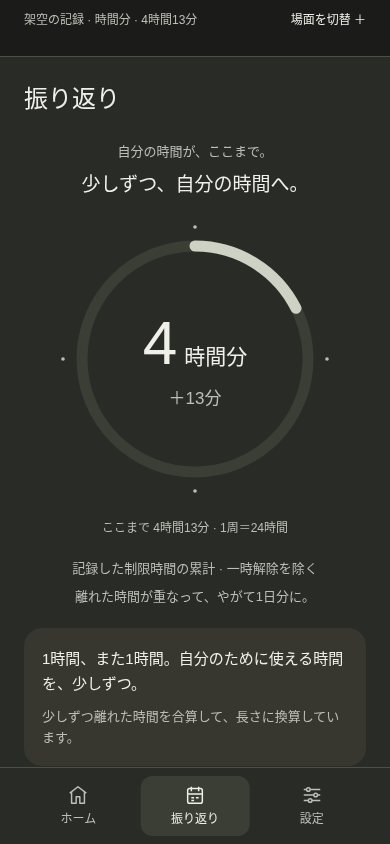 架空の記録 · 時間分 · 4時間13分
場面を切替 ＋
振り返り
自分の時間が、ここまで。
少しずつ、自分の時間へ。
4 時間分
＋13分
ここまで 4時間13分 · 1周＝24時間
記録した制限時間の累計 · 一時解除を除く
離れた時間が重なって、やがて1日分に。
1時間、また1時間。自分のために使える時間
を、少しずつ。
少しずつ離れた時間を合算して、長さに換算してい
ます。
ホーム
振り返り
設定